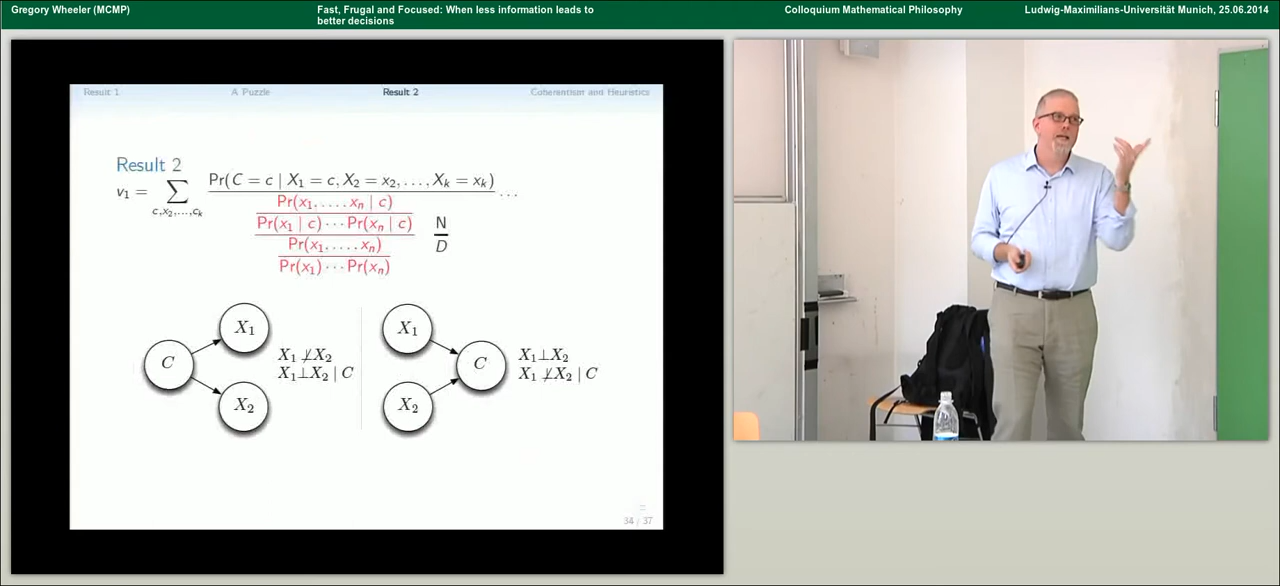 Gregory Wheeler (MCMP)
Fast, Frugal and Focused: When less information leads to
better decisions
Colloquium Mathematical Philosophy
Ludwig-Maximilians-Universität Munich, 25.06.2014
Result 1
A Puzzle
Result 2
Coherentism and Heuristics
Result 2
v₁ = ∑ Pr(C = c | X₁ = c, X₂ = x₂, . . . , Xₖ = xₖ) . . .
c,x₂,...,cₖ
Pr(x₁, . . . . xₙ | c)
Pr(x₁ | c) · · · Pr(xₙ | c)
N
Pr(x₁, . . . . xₙ)
D
Pr(x₁) · · · Pr(xₙ)
X₁
C
X₂
X₁ ⊥̸ X₂
X₁ ⊥ X₂ | C
X₁
C
X₂
X₁ ⊥ X₂
X₁ ⊥̸ X₂ | C
34 / 37